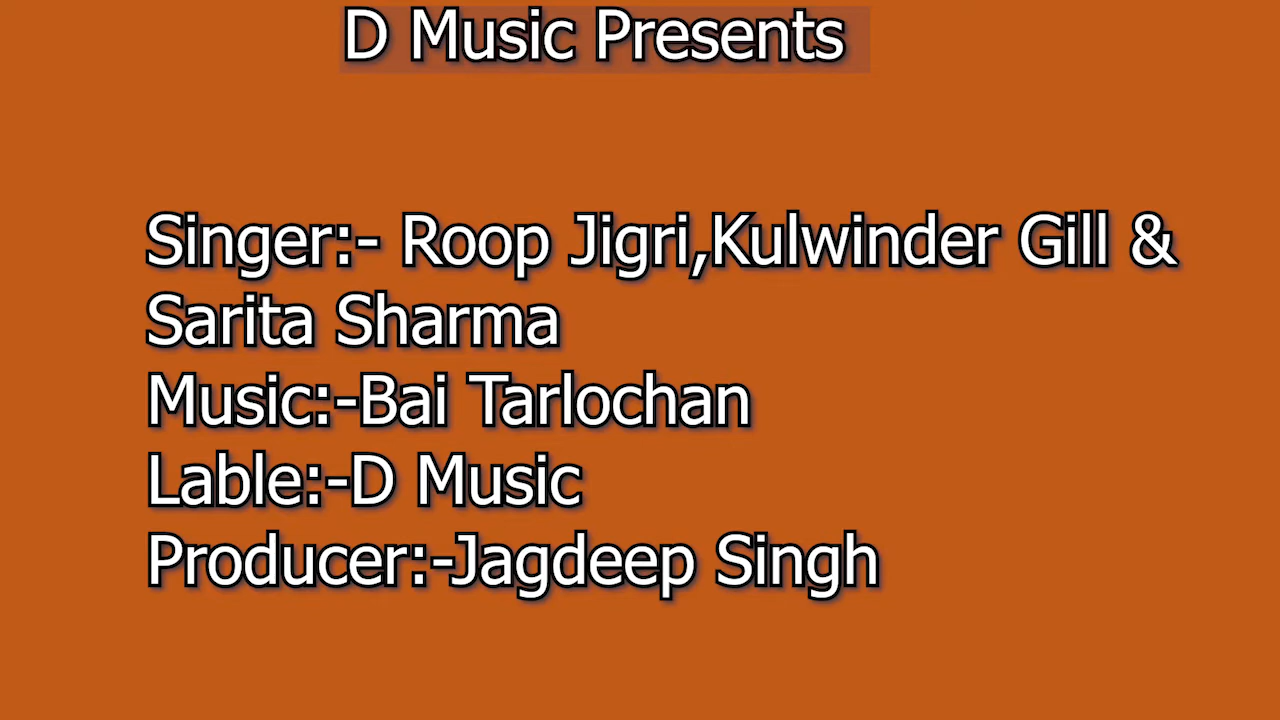 D Music Presents
Singer:- Roop Jigri,Kulwinder Gill &
Sarita Sharma
Music:-Bai Tarlochan
Lable:-D Music
Producer:-Jagdeep Singh